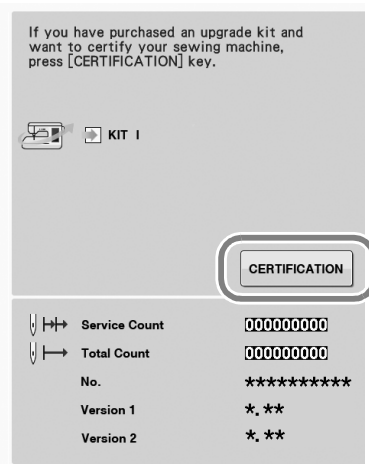 If you have purchased an upgrade kit and
want to certify your sewing machine,
press [CERTIFICATION] key.
KIT I
CERTIFICATION
Service Count 000000000
Total Count 000000000
No. **********
Version 1 *.**
Version 2 *.**